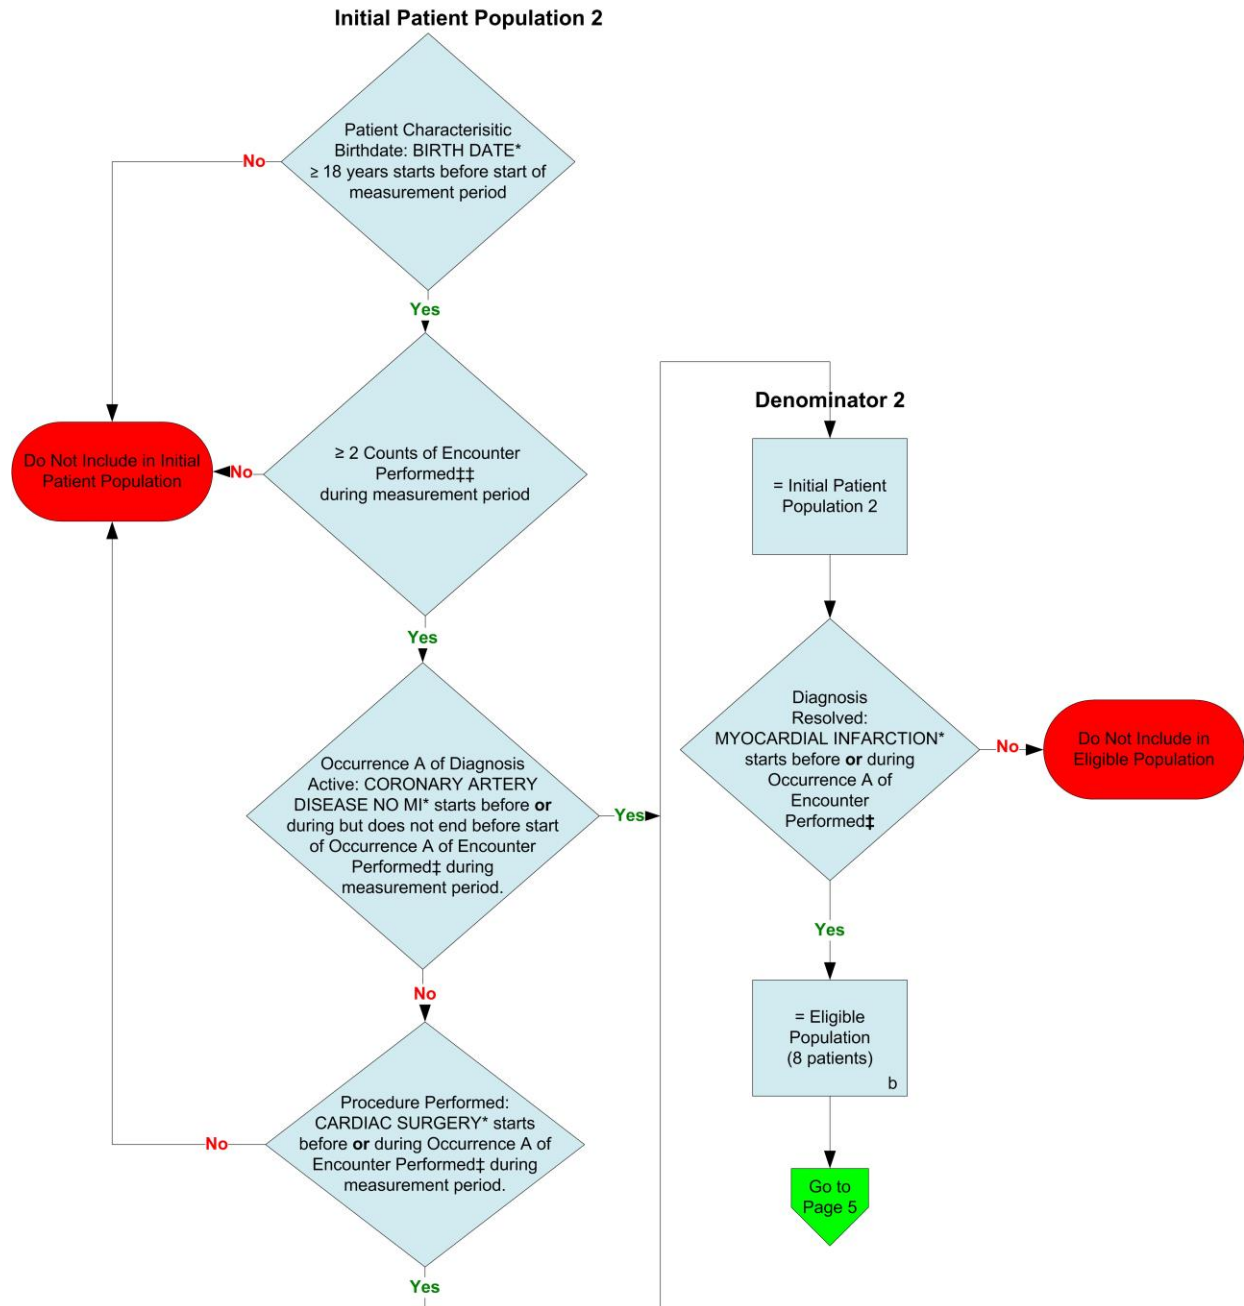 Initial Patient Population 2
Patient Characterisitic
Birthdate: BIRTH DATE*
≥ 18 years starts before start of
measurement period
No
Yes
≥ 2 Counts of Encounter
Performed‡‡
during measurement period
No
Do Not Include in Initial
Patient Population
Yes
Occurrence A of Diagnosis
Active: CORONARY ARTERY
DISEASE NO MI* starts before or
during but does not end before start
of Occurrence A of Encounter
Performed‡ during
measurement period.
Yes
No
Procedure Performed:
CARDIAC SURGERY* starts
before or during Occurrence A of
Encounter Performed‡ during
measurement period.
No
Yes
Denominator 2
= Initial Patient
Population 2
Diagnosis
Resolved:
MYOCARDIAL INFARCTION*
starts before or during
Occurrence A of
Encounter
Performed‡
No
Do Not Include in
Eligible Population
Yes
= Eligible
Population
(8 patients)
b
Go to
Page 5